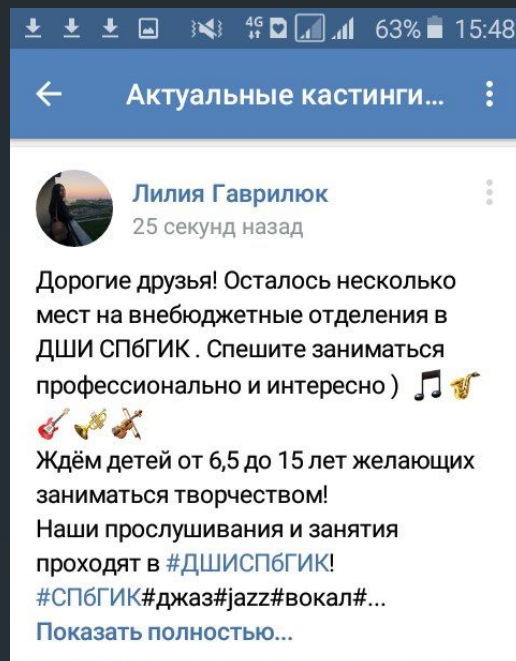 4G 63% 15:48
Актуальные кастинги...
Лилия Гаврилюк
25 секунд назад
Дорогие друзья! Осталось несколько
мест на внебюджетные отделения в
ДШИ СПбГИК . Спешите заниматься
профессионально и интересно ) 🎵 🎷
🎸 🎺 🎻
Ждём детей от 6,5 до 15 лет желающих
заниматься творчеством!
Наши прослушивания и занятия
проходят в #ДШИСПбГИК!
#СПбГИК#джаз#jazz#вокал#...
Показать полностью...